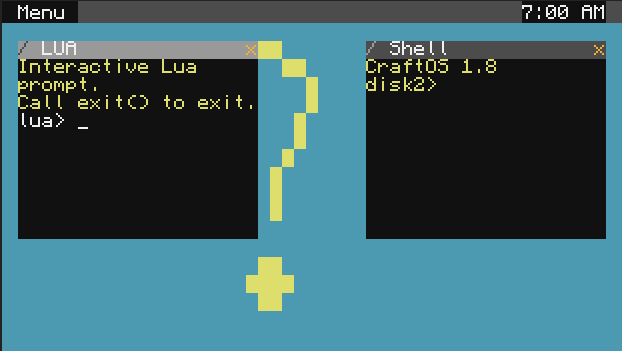 Menu
7:00 AM
/ LUA x
Interactive Lua
prompt.
Call exit() to exit.
lua> _
/ Shell x
CraftOS 1.8
disk2>